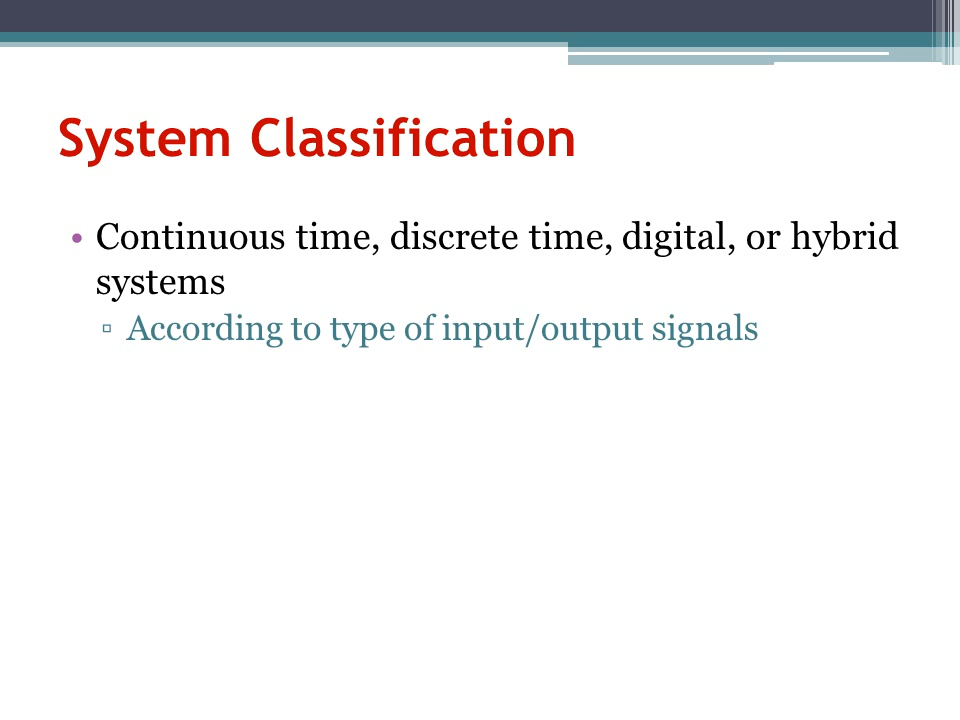 System Classification
• Continuous time, discrete time, digital, or hybrid
systems
▫ According to type of input/output signals